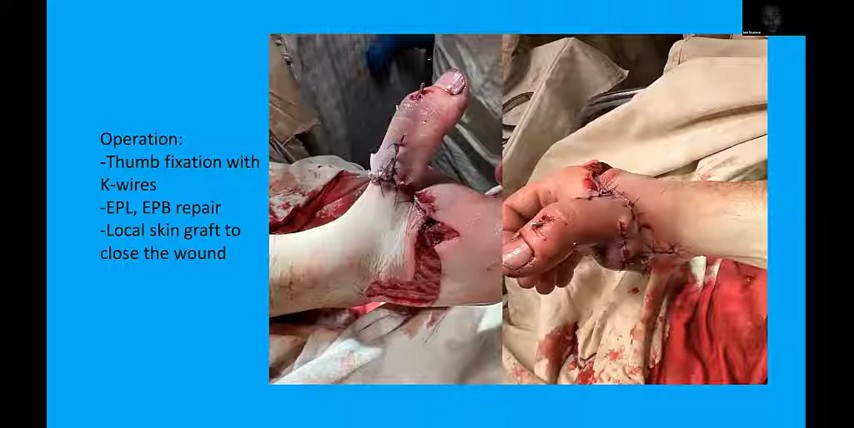 Operation:
-Thumb fixation with
K-wires
-EPL, EPB repair
-Local skin graft to
close the wound